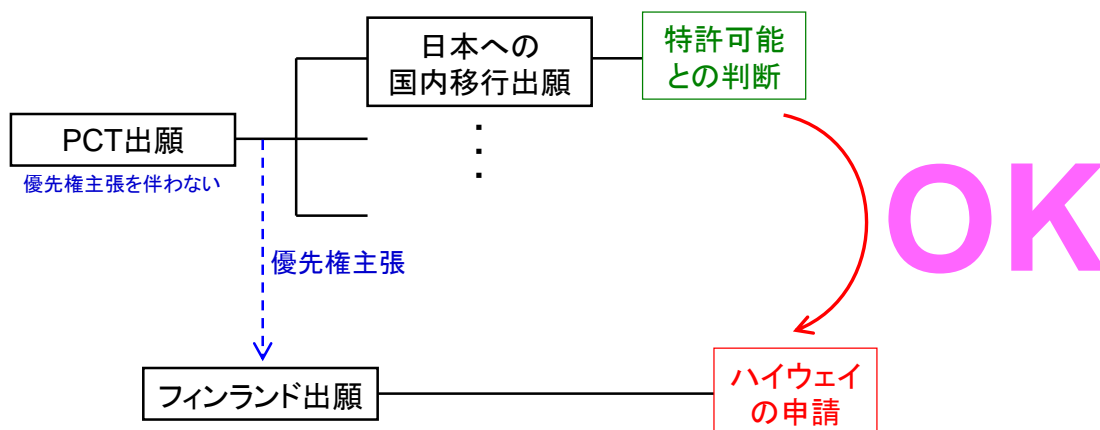 日本への
国内移行出願
特許可能
との判断
PCT出願
優先権主張を伴わない
・
・
・
OK
優先権主張
フィンランド出願
ハイウェイ
の申請